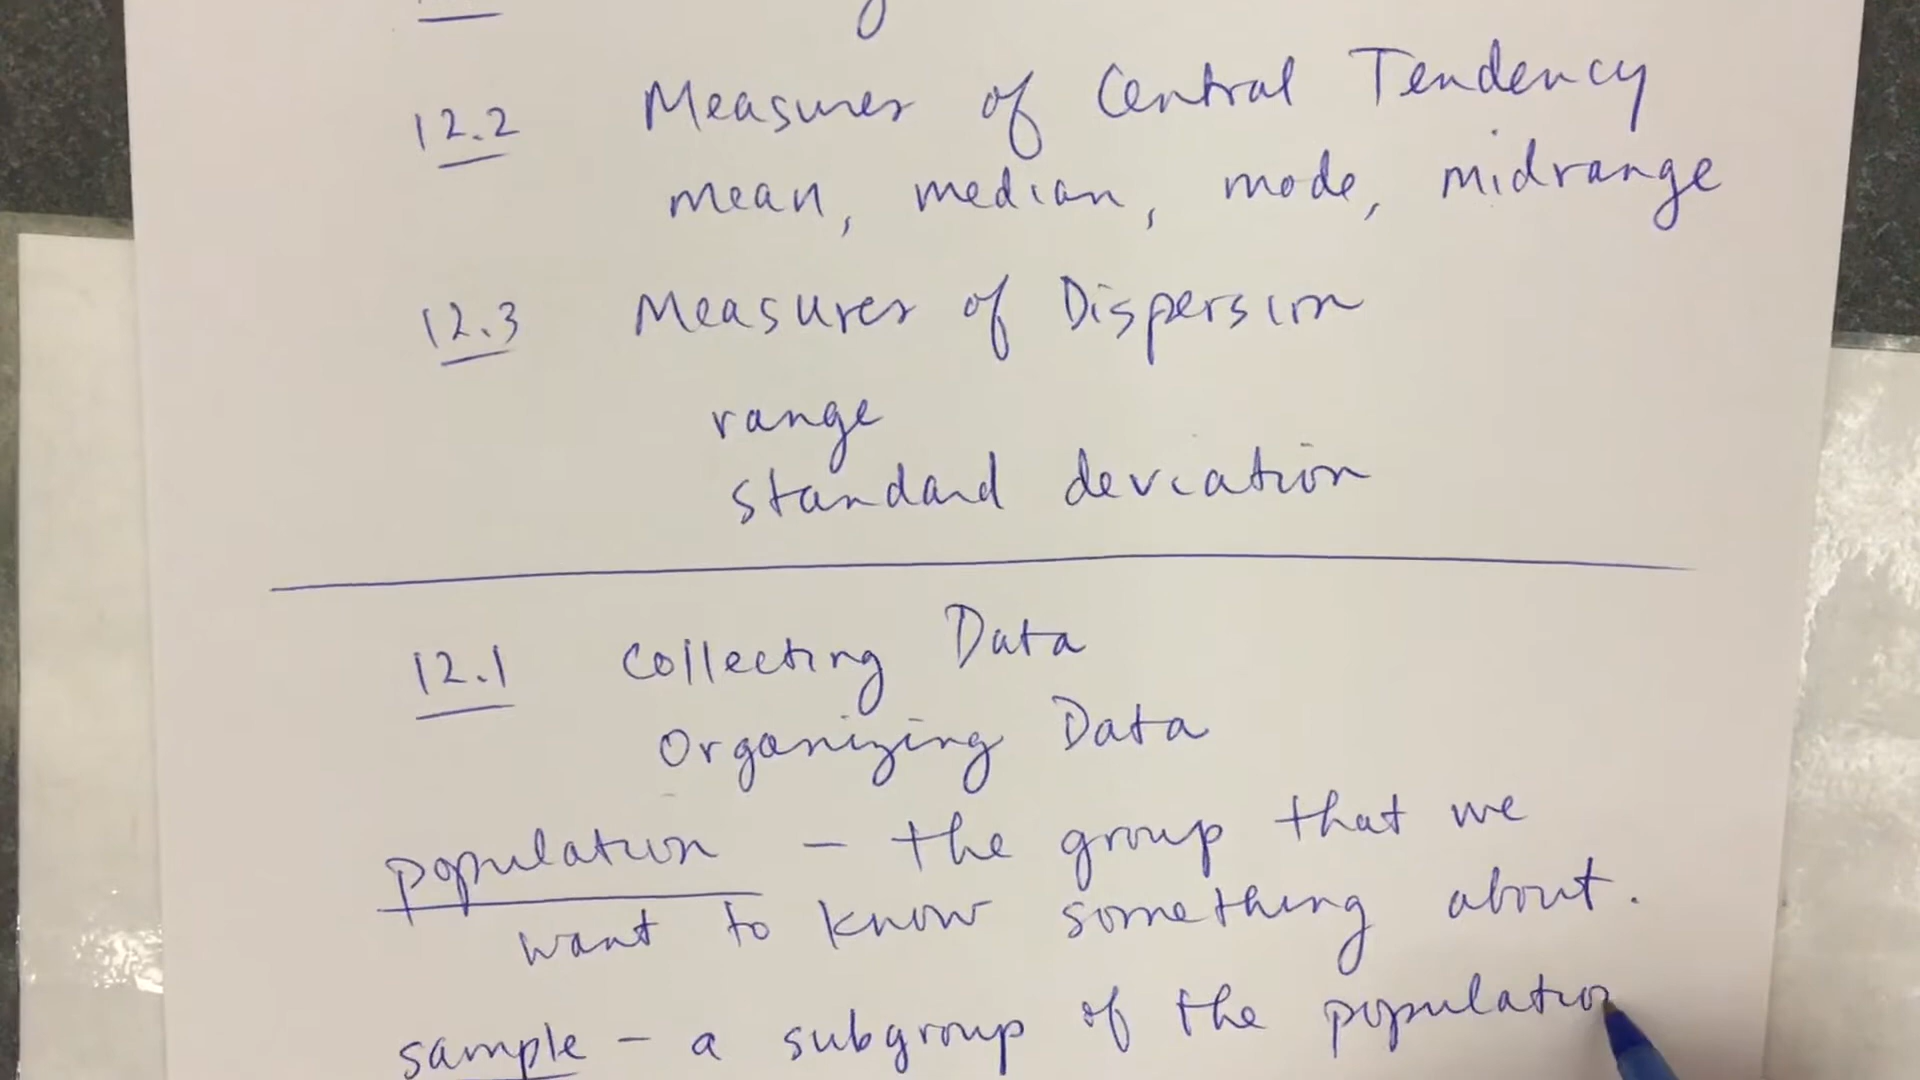 12.2 Measures of Central Tendency
mean, median, mode, midrange
12.3 Measures of Dispersion
range
standard deviation
12.1 Collecting Data
Organizing Data
population - the group that we
want to know something about.
sample - a subgroup of the population